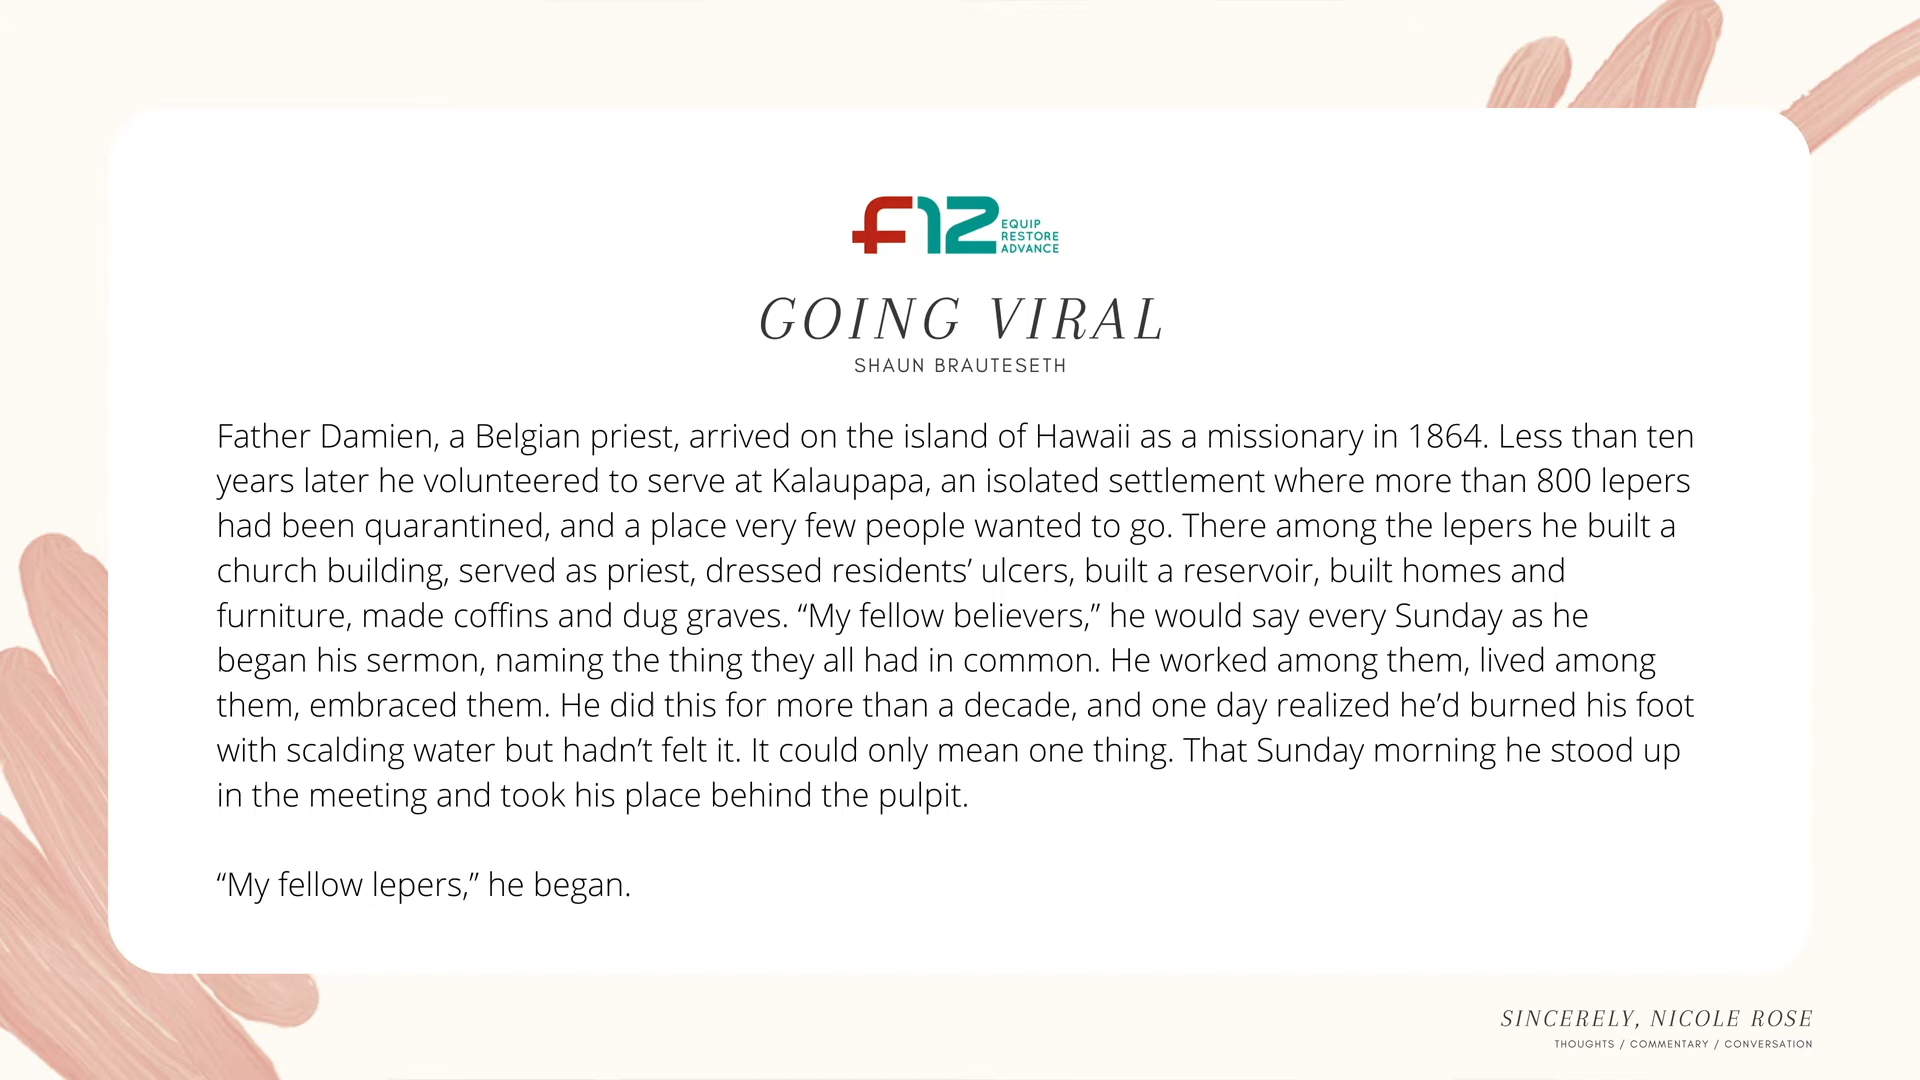 F12 EQUIP
RESTORE
ADVANCE
GOING VIRAL
SHAUN BRAUTESETH
Father Damien, a Belgian priest, arrived on the island of Hawaii as a missionary in 1864. Less than ten
years later he volunteered to serve at Kalaupapa, an isolated settlement where more than 800 lepers
had been quarantined, and a place very few people wanted to go. There among the lepers he built a
church building, served as priest, dressed residents’ ulcers, built a reservoir, built homes and
furniture, made coffins and dug graves. “My fellow believers,” he would say every Sunday as he
began his sermon, naming the thing they all had in common. He worked among them, lived among
them, embraced them. He did this for more than a decade, and one day realized he’d burned his foot
with scalding water but hadn’t felt it. It could only mean one thing. That Sunday morning he stood up
in the meeting and took his place behind the pulpit.
“My fellow lepers,” he began.
SINCERELY, NICOLE ROSE
THOUGHTS / COMMENTARY / CONVERSATION